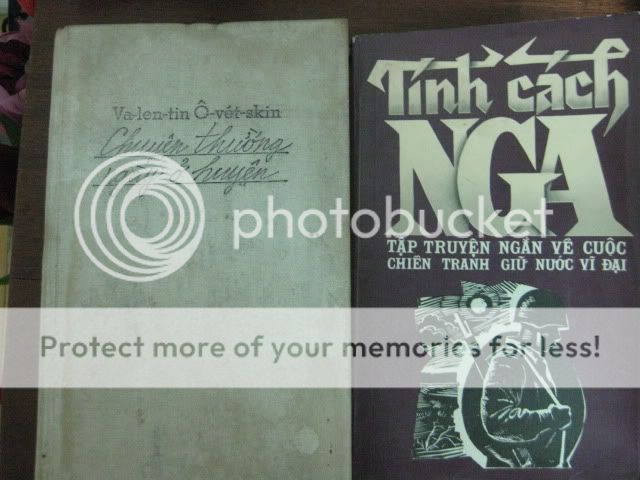 Va-len-tin Ô-vét-skin
Chuyện thường
ngày ở huyện
Tính cách
NGA
TẬP TRUYỆN NGẮN VỀ CUỘC
CHIẾN TRANH GIỮ NƯỚC VĨ ĐẠI
photobucket
Protect more of your memories for less!